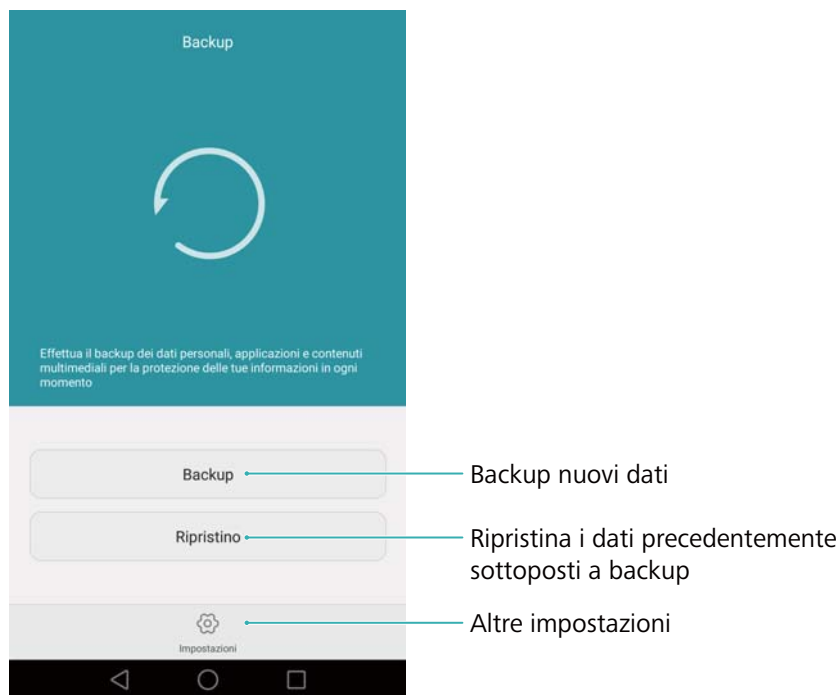 Backup
Effettua il backup dei dati personali, applicazioni e contenuti
multimediali per la protezione delle tue informazioni in ogni
momento
Backup
Backup nuovi dati
Ripristino
Ripristina i dati precedentemente
sottoposti a backup
Altre impostazioni
Impostazioni